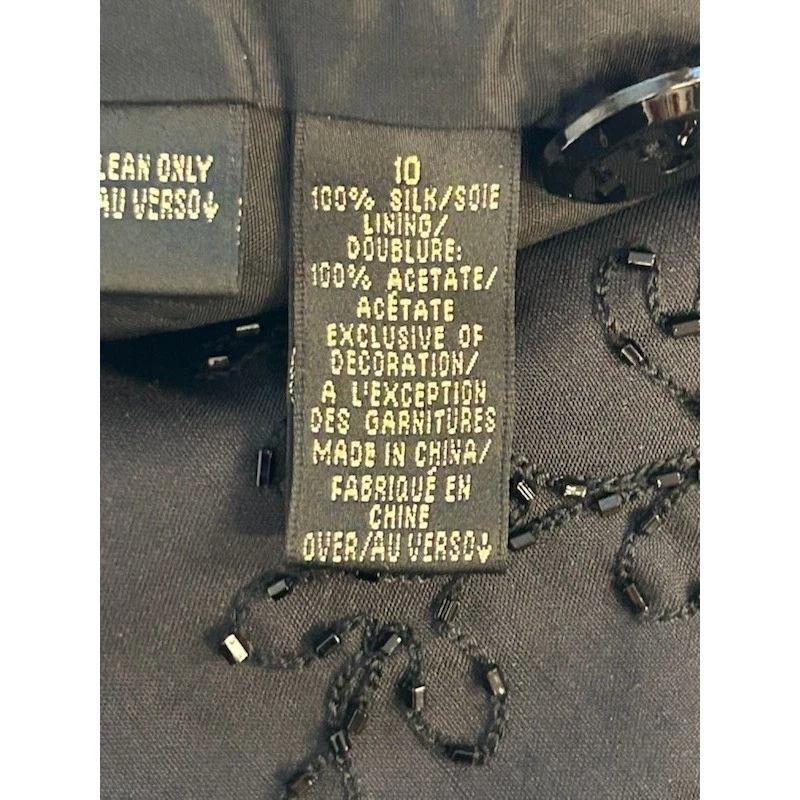 LEAN ONLY
AU VERSO↓
10
100% SILK/SOIE
LINING/
DOUBLURE:
100% ACETATE/
ACÉTATE
EXCLUSIVE OF
DECORATION/
A L'EXCEPTION
DES GARNITURES
MADE IN CHINA/
FABRIQUÉ EN
CHINE
OVER/AU VERSO↓